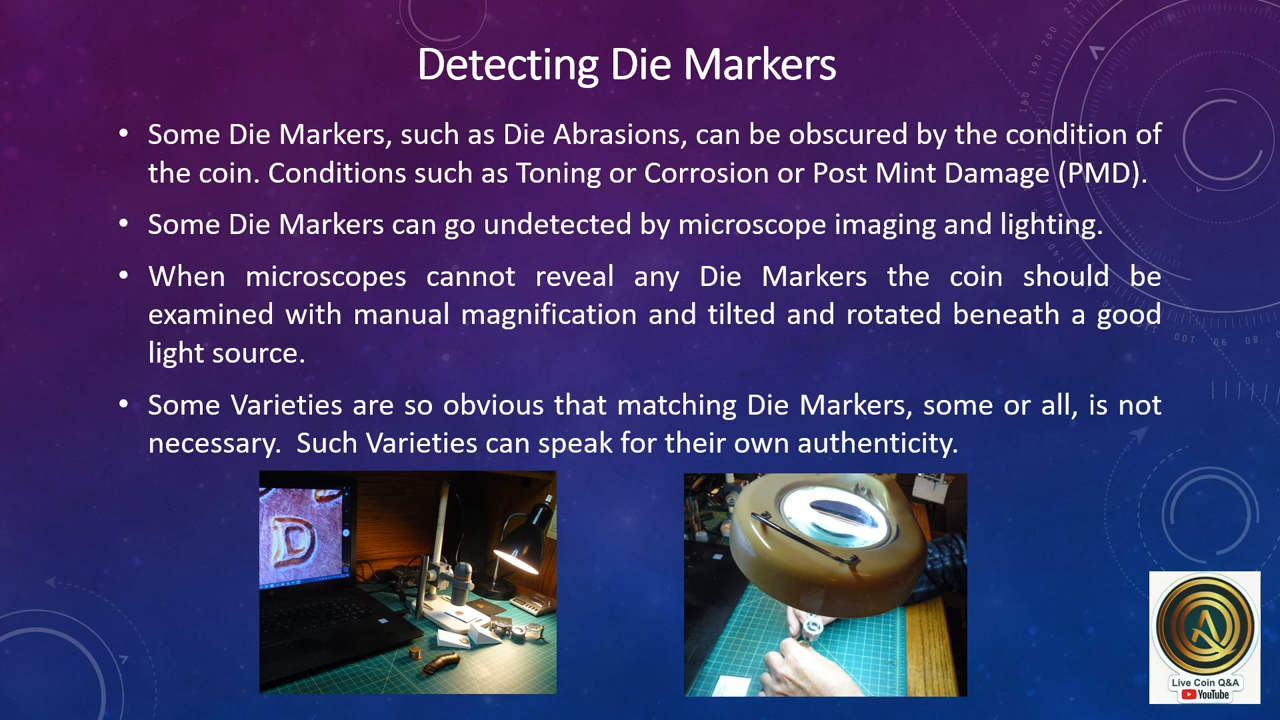 Detecting Die Markers
• Some Die Markers, such as Die Abrasions, can be obscured by the condition of
the coin. Conditions such as Toning or Corrosion or Post Mint Damage (PMD).
• Some Die Markers can go undetected by microscope imaging and lighting.
• When microscopes cannot reveal any Die Markers the coin should be
examined with manual magnification and tilted and rotated beneath a good
light source.
• Some Varieties are so obvious that matching Die Markers, some or all, is not
necessary.  Such Varieties can speak for their own authenticity.
D
Live Coin Q&A
YouTube